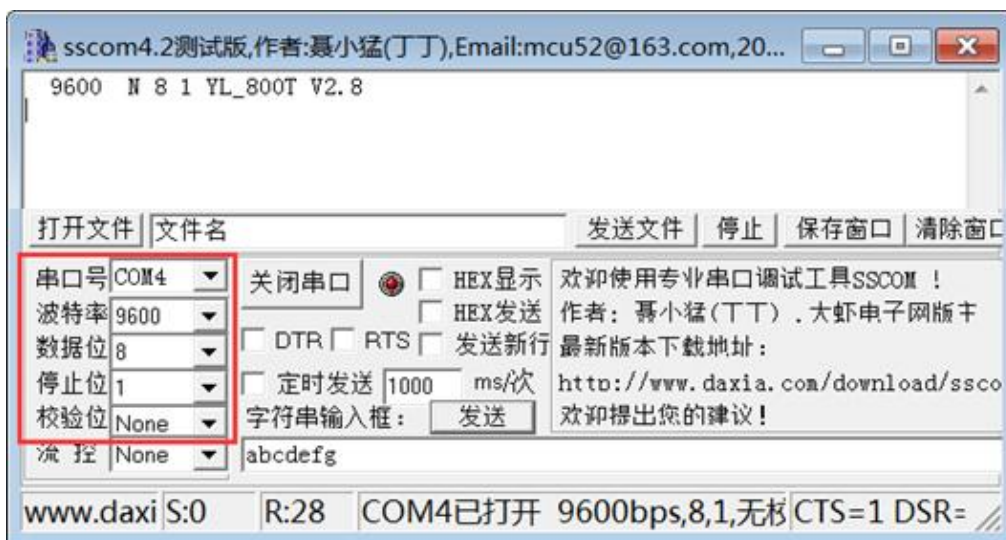 sscom4.2测试版,作者:聂小猛(丁丁),Email:mcu52@163.com,20...
9600 N 8 1 YL_800T V2.8
打开文件 文件名 发送文件 停止 保存窗口 清除窗口
串口号 COM4 关闭串口 HEX显示 欢迎使用专业串口调试工具SSCOM !
波特率 9600 HEX发送 作者: 聂小猛(丁丁) .大虾电子网版主
数据位 8 DTR RTS 发送新行 最新版本下载地址:
停止位 1 定时发送 1000 ms/次 http://www.daxia.com/download/ssco
校验位 None 字符串输入框: 发送 欢迎提出您的建议!
流 控 None abcdefg
www.daxi S:0 R:28 COM4已打开 9600bps,8,1,无 CTS=1 DSR=